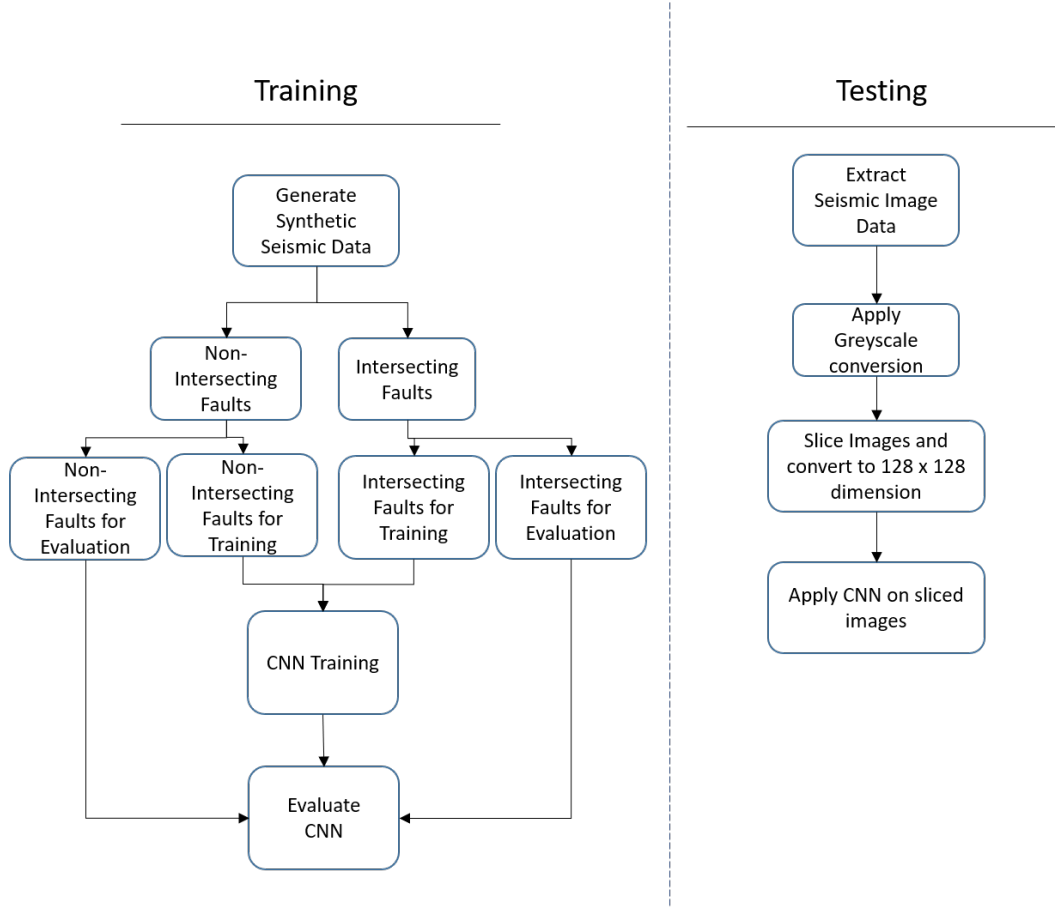 Training
Generate
Synthetic
Seismic Data
Non-
Intersecting
Faults
Intersecting
Faults
Non-
Intersecting
Faults for
Evaluation
Non-
Intersecting
Faults for
Training
Intersecting
Faults for
Training
Intersecting
Faults for
Evaluation
CNN Training
Evaluate
CNN
Testing
Extract
Seismic Image
Data
Apply
Greyscale
conversion
Slice Images and
convert to 128 x 128
dimension
Apply CNN on sliced
images